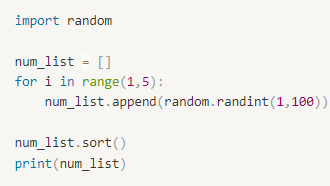 import random

num_list = []
for i in range(1,5):
    num_list.append(random.randint(1,100))

num_list.sort()
print(num_list)